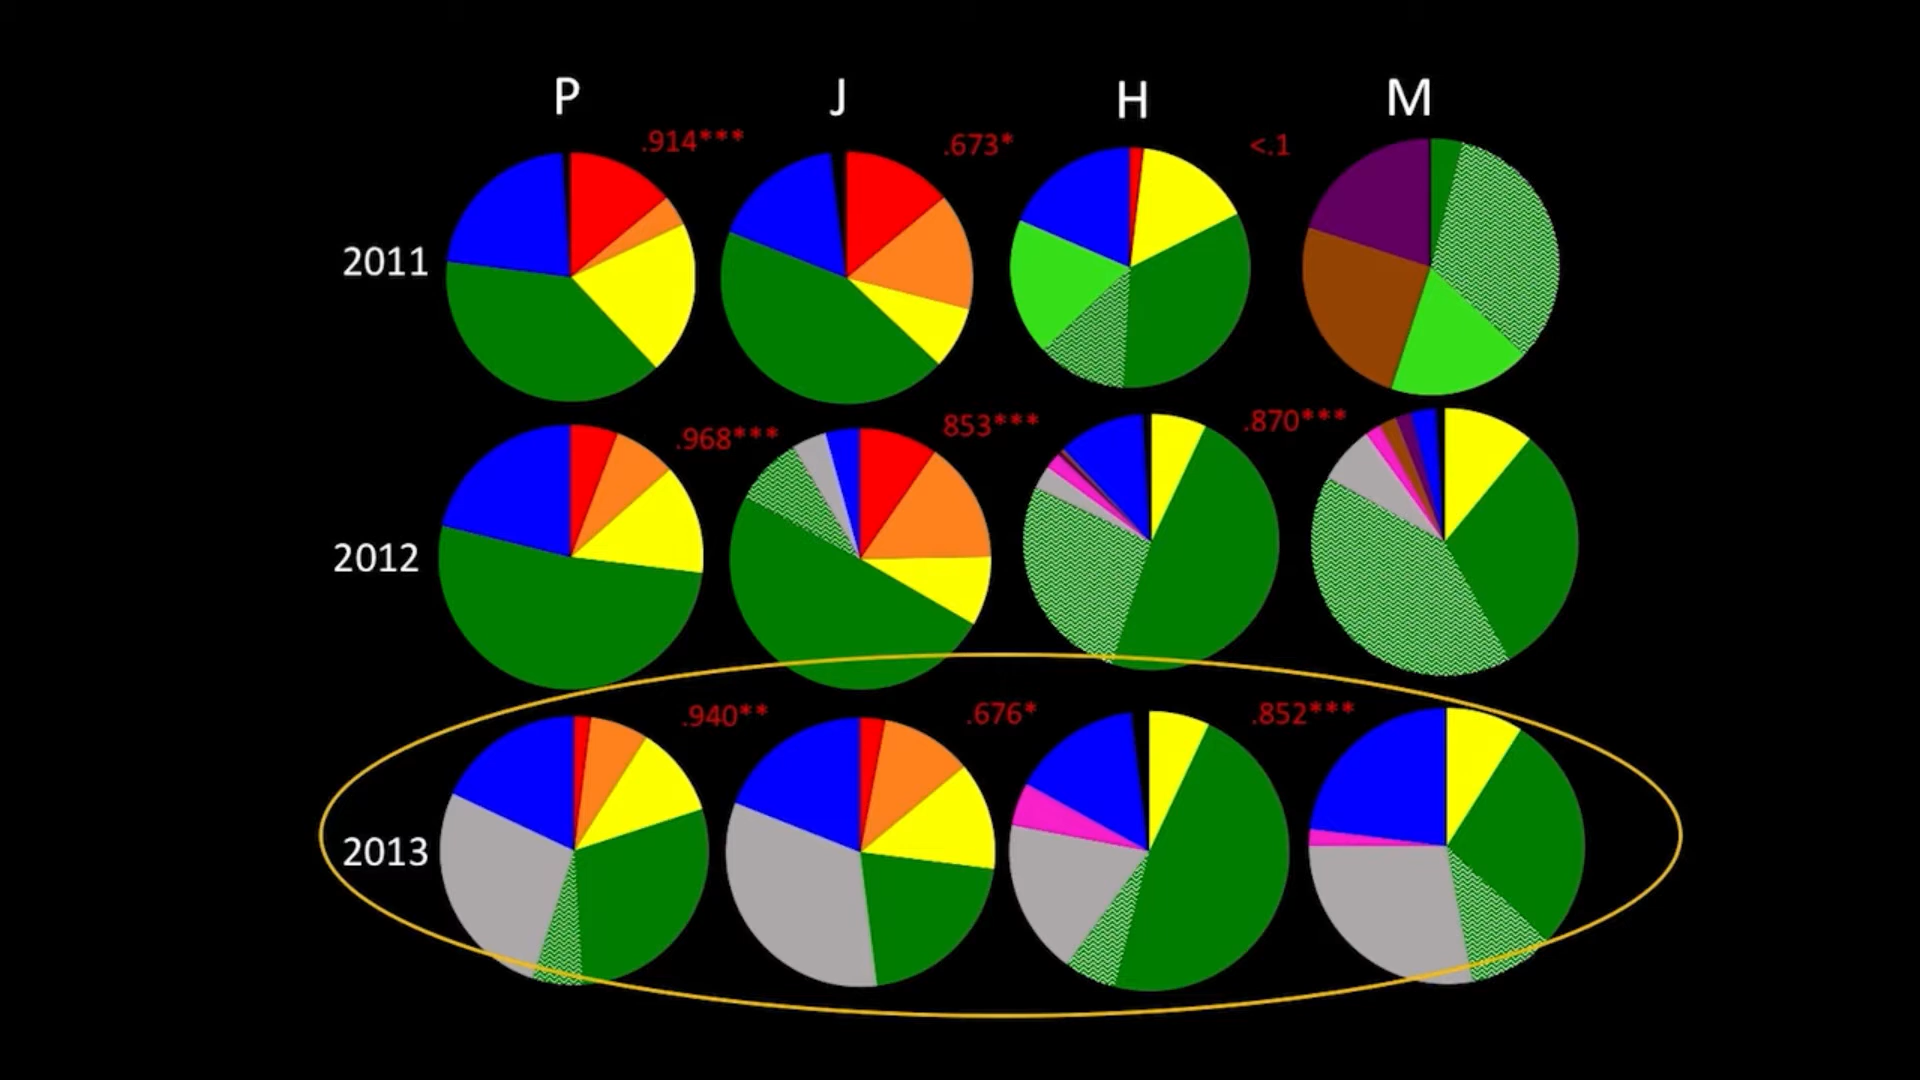 P J H M
.914*** .673* <.1
2011
.968*** 853*** .870***
2012
.940** .676* .852***
2013